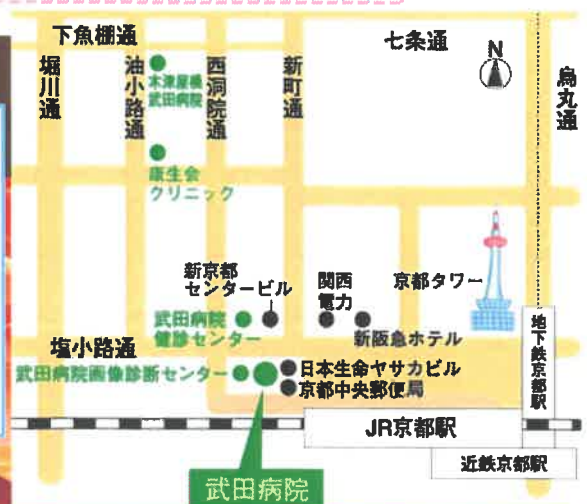 下魚棚通
七条通
堀川通
油小路通
木津屋橋
武田病院
西洞院通
新町通
N
烏丸通
康生会
クリニック
新京都
センタービル
関西
電力
京都タワー
武田病院
健診センター
新阪急ホテル
塩小路通
武田病院画像診断センター
日本生命ヤサカビル
京都中央郵便局
地下鉄京都駅
JR京都駅
近鉄京都駅
武田病院